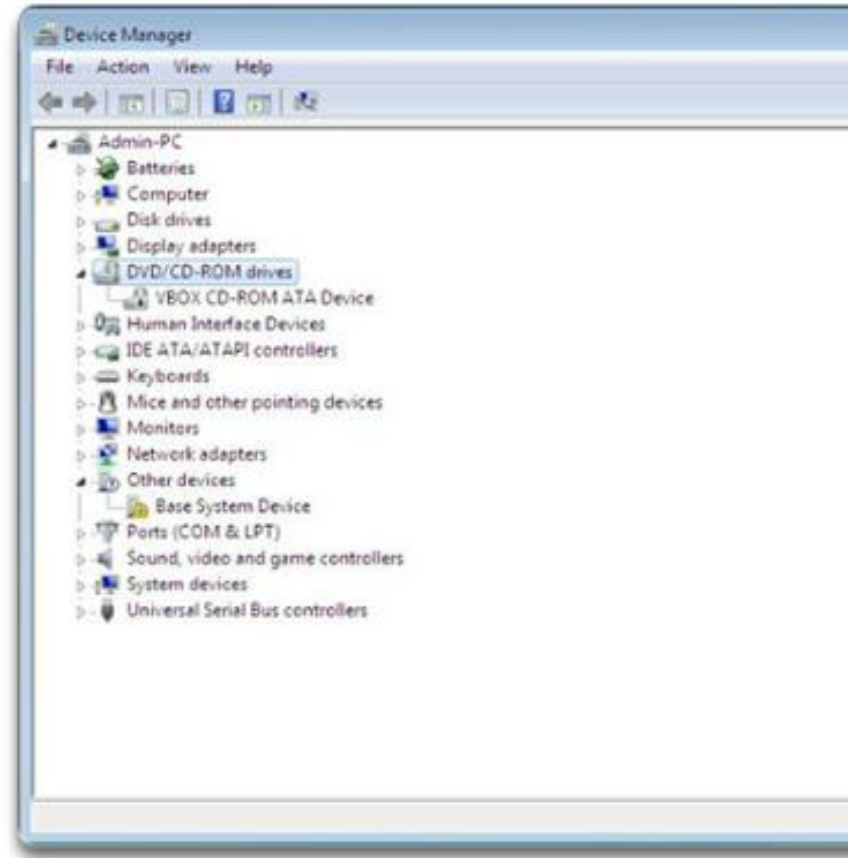 Device Manager
File Action View Help
Admin-PC
Batteries
Computer
Disk drives
Display adapters
DVD/CD-ROM drives
VBOX CD-ROM ATA Device
Human Interface Devices
IDE ATA/ATAPI controllers
Keyboards
Mice and other pointing devices
Monitors
Network adapters
Other devices
Base System Device
Ports (COM & LPT)
Sound, video and game controllers
System devices
Universal Serial Bus controllers